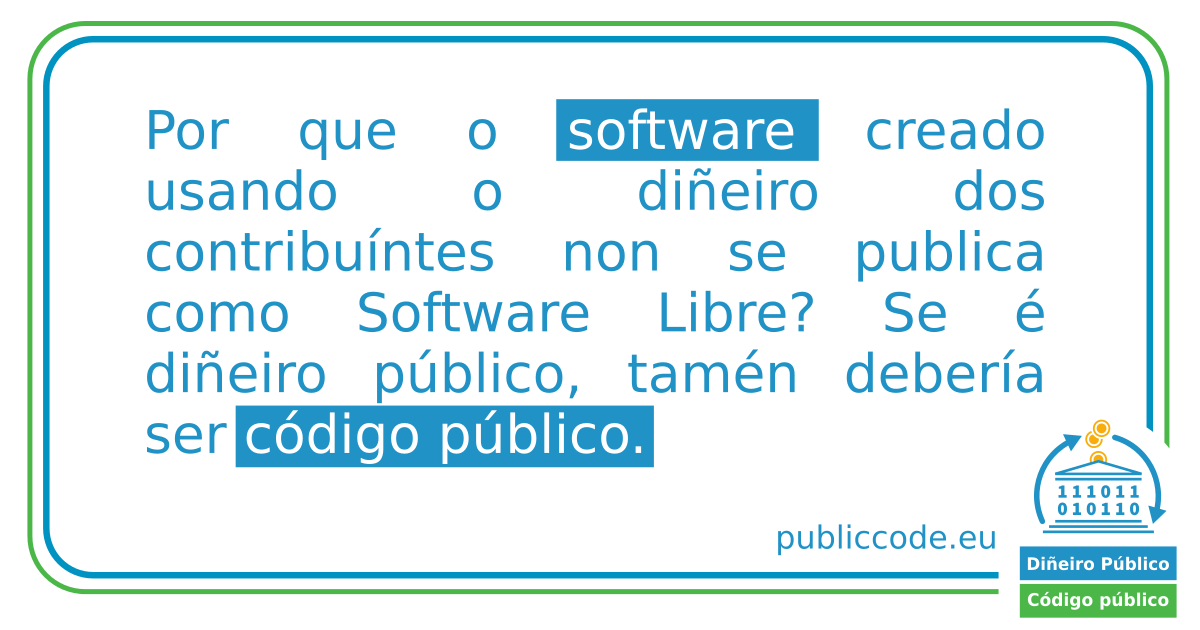 Por que o software creado
usando o diñeiro dos
contribuíntes non se publica
como Software Libre? Se é
diñeiro público, tamén debería
ser código público.
publiccode.eu
111011
010110
Diñeiro Público
Código público